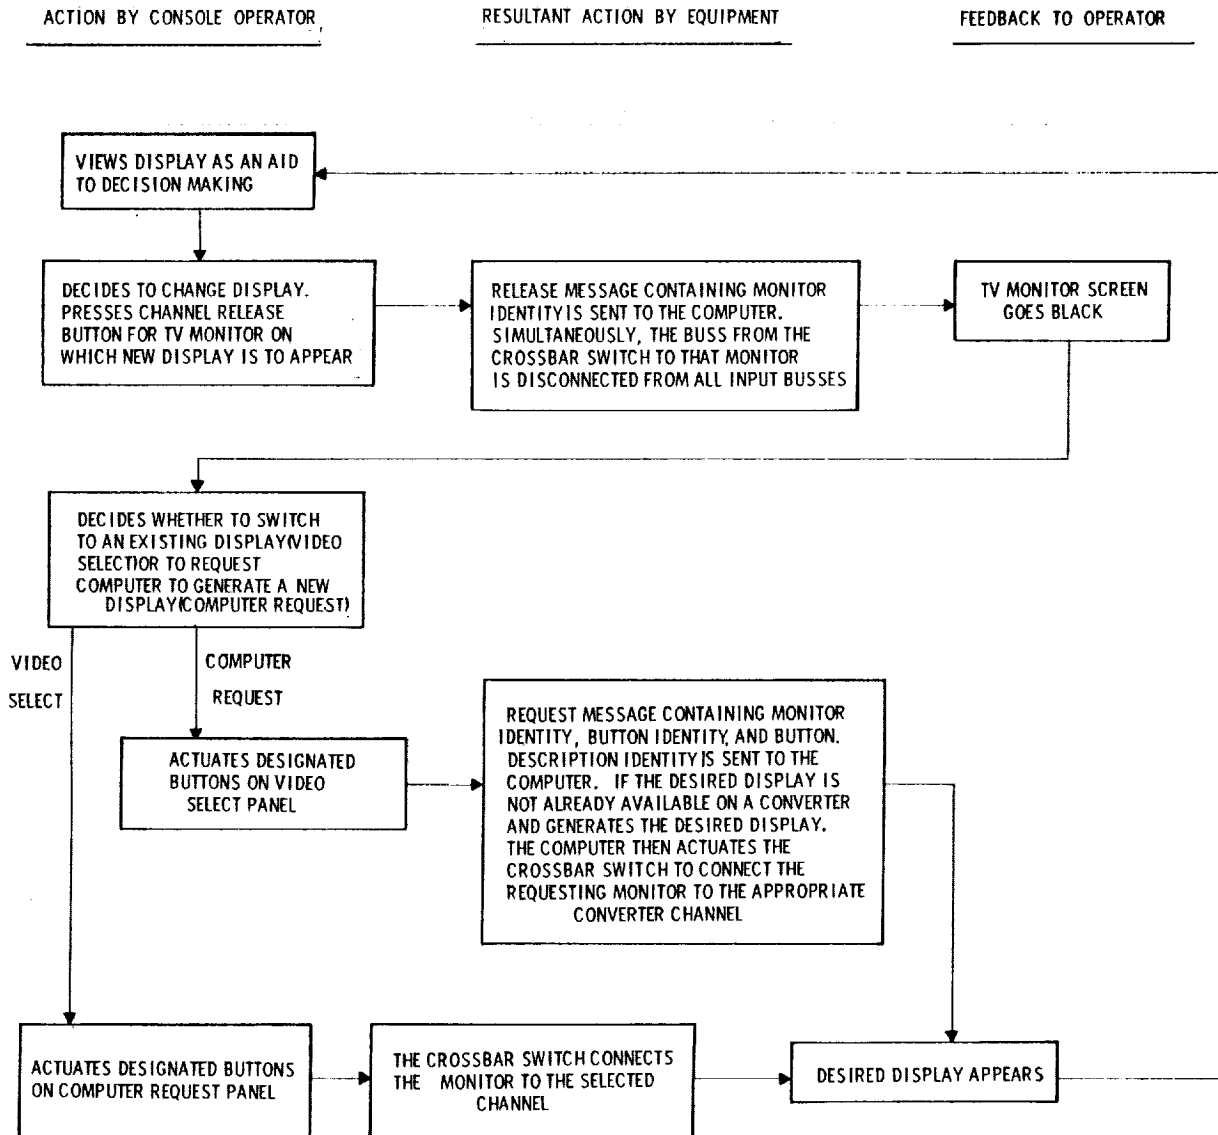 ACTION BY CONSOLE OPERATOR
RESULTANT ACTION BY EQUIPMENT
FEEDBACK TO OPERATOR
VIEWS DISPLAY AS AN AID
TO DECISION MAKING
DECIDES TO CHANGE DISPLAY.
PRESSES CHANNEL RELEASE
BUTTON FOR TV MONITOR ON
WHICH NEW DISPLAY IS TO APPEAR
RELEASE MESSAGE CONTAINING MONITOR
IDENTITY IS SENT TO THE COMPUTER.
SIMULTANEOUSLY, THE BUSS FROM THE
CROSSBAR SWITCH TO THAT MONITOR
IS DISCONNECTED FROM ALL INPUT BUSSES
TV MONITOR SCREEN
GOES BLACK
DECIDES WHETHER TO SWITCH
TO AN EXISTING DISPLAY(VIDEO
SELECT)OR TO REQUEST
COMPUTER TO GENERATE A NEW
DISPLAY(COMPUTER REQUEST)
VIDEO
SELECT
COMPUTER
REQUEST
ACTUATES DESIGNATED
BUTTONS ON VIDEO
SELECT PANEL
REQUEST MESSAGE CONTAINING MONITOR
IDENTITY, BUTTON IDENTITY, AND BUTTON.
DESCRIPTION IDENTITY IS SENT TO THE
COMPUTER. IF THE DESIRED DISPLAY IS
NOT ALREADY AVAILABLE ON A CONVERTER
AND GENERATES THE DESIRED DISPLAY.
THE COMPUTER THEN ACTUATES THE
CROSSBAR SWITCH TO CONNECT THE
REQUESTING MONITOR TO THE APPROPRIATE
CONVERTER CHANNEL
ACTUATES DESIGNATED BUTTONS
ON COMPUTER REQUEST PANEL
THE CROSSBAR SWITCH CONNECTS
THE MONITOR TO THE SELECTED
CHANNEL
DESIRED DISPLAY APPEARS